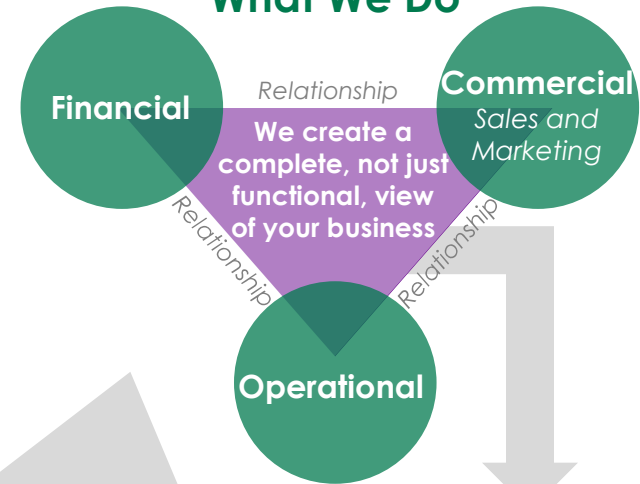 What We Do
Financial
Relationship
Commercial
Sales and
Marketing
We create a
complete, not just
functional, view
of your business
Relationship
Relationship
Operational